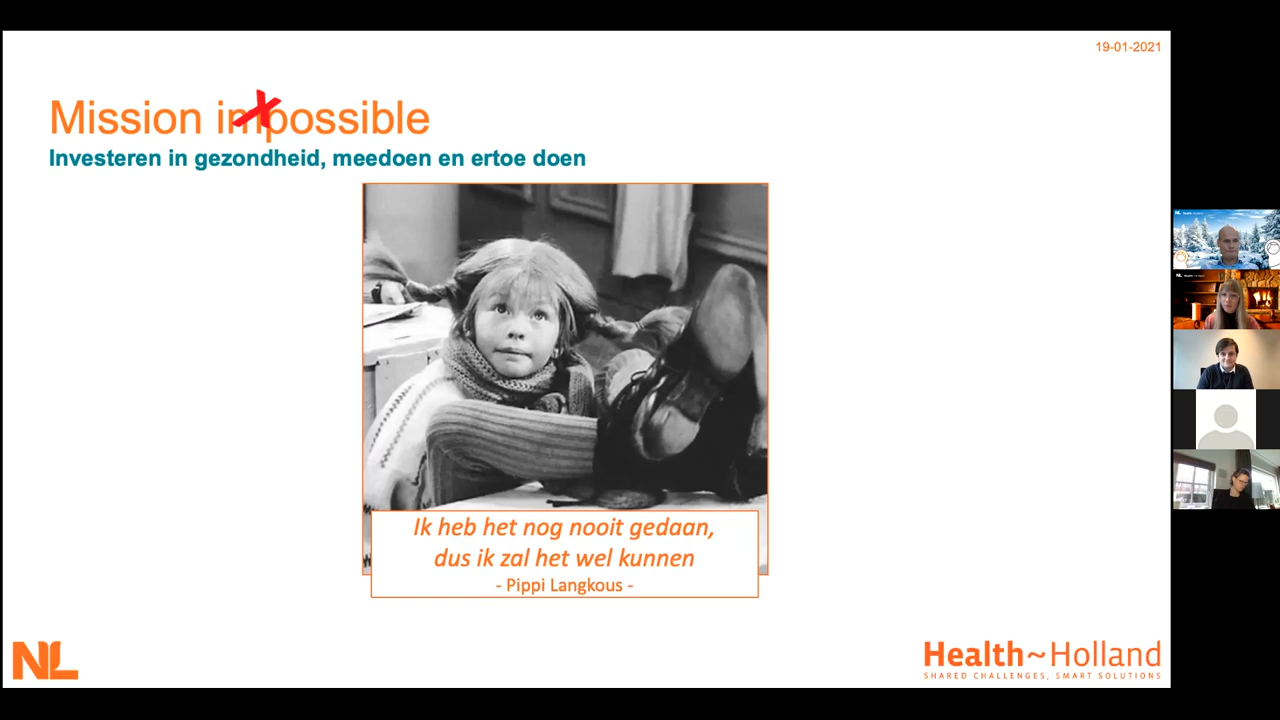 19-01-2021
Mission impossible
Investeren in gezondheid, meedoen en ertoe doen
Ik heb het nog nooit gedaan,
dus ik zal het wel kunnen
- Pippi Langkous -
NL
Health~Holland
SHARED CHALLENGES, SMART SOLUTIONS